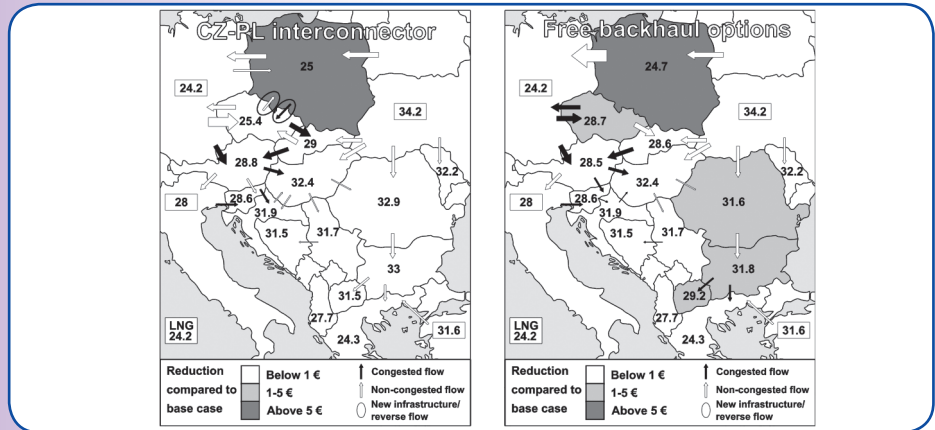 CZ-PL interconnector
25
24.2
34.2
25.4
29
28.8
32.2
32.4
28
28.6
31.9
32.9
31.5
31.7
33
31.5
27.7
LNG
24.2
24.3
31.6
Reduction
compared to
base case
Below 1 €
1-5 €
Above 5 €
Congested flow
Non-congested flow
New infrastructure/
reverse flow
Free backhaul options
24.7
24.2
34.2
28.7
28.6
28.5
32.2
32.4
28
28.6
31.9
31.6
31.5
31.7
31.8
29.2
27.7
LNG
24.2
24.3
31.6
Reduction
compared to
base case
Below 1 €
1-5 €
Above 5 €
Congested flow
Non-congested flow
New infrastructure/
reverse flow